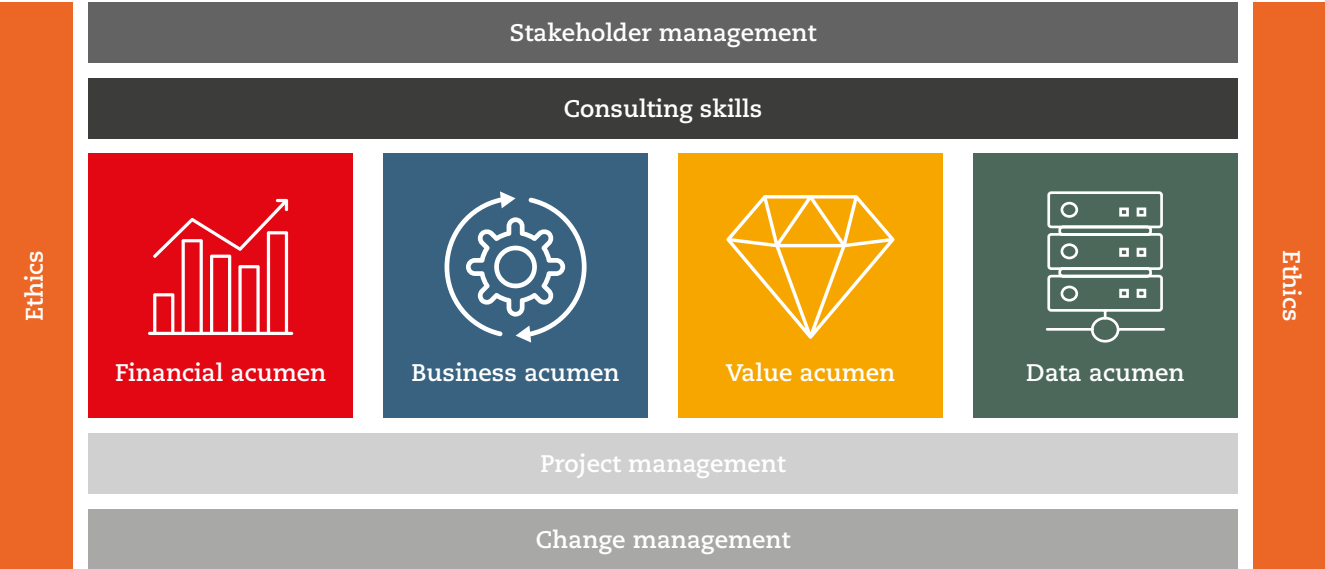 Stakeholder management
Consulting skills
Ethics
Financial acumen
Business acumen
Value acumen
Data acumen
Ethics
Project management
Change management